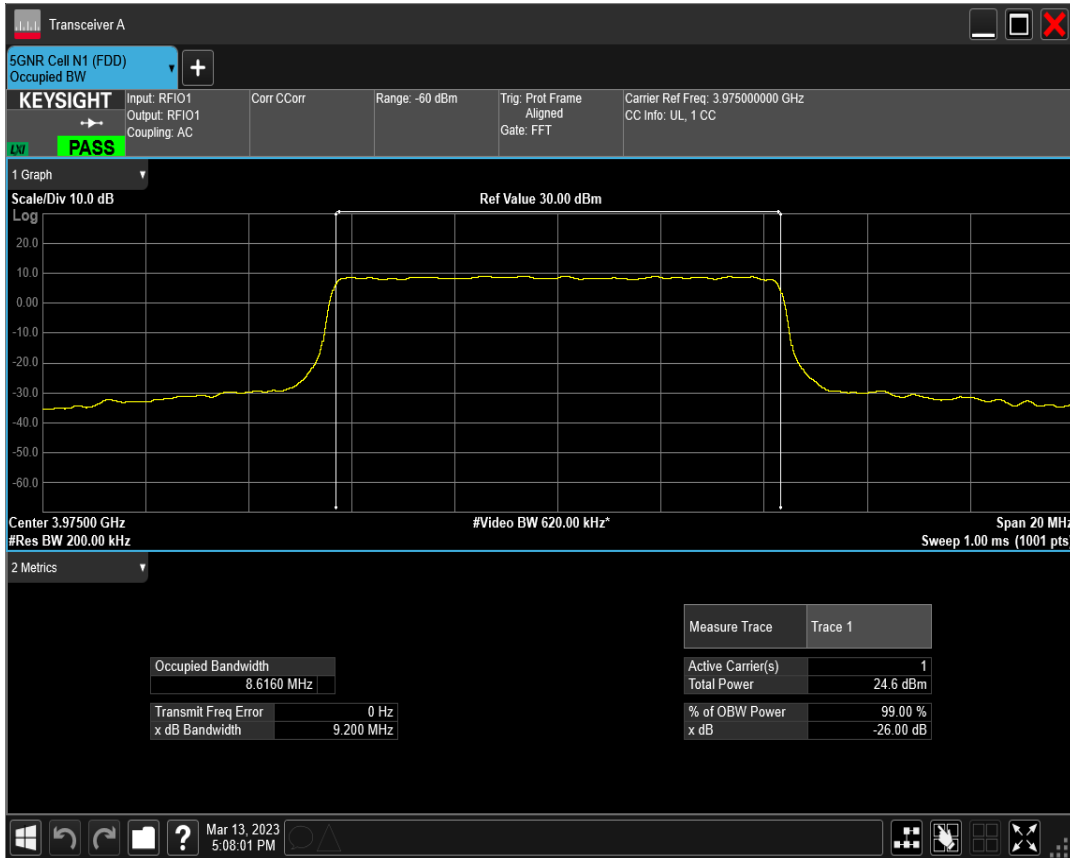 Transceiver A
5GNR Cell N1 (FDD)
Occupied BW
+
KEYSIGHT
LXI
PASS
Input: RFIO1
Output: RFIO1
Coupling: AC
Corr CCorr
Range: -60 dBm
Trig: Prot Frame
Aligned
Gate: FFT
Carrier Ref Freq: 3.975000000 GHz
CC Info: UL, 1 CC
1 Graph
Scale/Div 10.0 dB
Ref Value 30.00 dBm
Log
20.0
10.0
0.00
-10.0
-20.0
-30.0
-40.0
-50.0
-60.0
Center 3.97500 GHz
#Video BW 620.00 kHz*
Span 20 MHz
#Res BW 200.00 kHz
Sweep 1.00 ms (1001 pts)
2 Metrics
Measure Trace Trace 1
Occupied Bandwidth
8.6160 MHz
Active Carrier(s) 1
Total Power 24.6 dBm
Transmit Freq Error 0 Hz
x dB Bandwidth 9.200 MHz
% of OBW Power 99.00 %
x dB -26.00 dB
?
Mar 13, 2023
5:08:01 PM